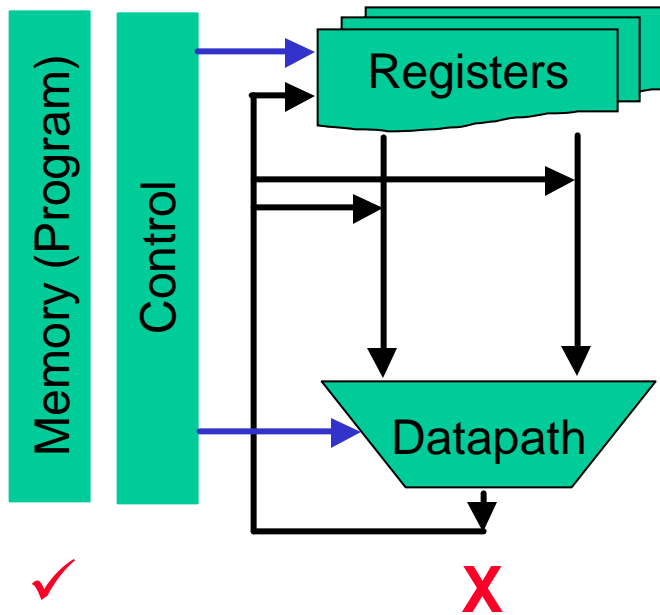 Memory (Program)
Control
Registers
Datapath
✓
X